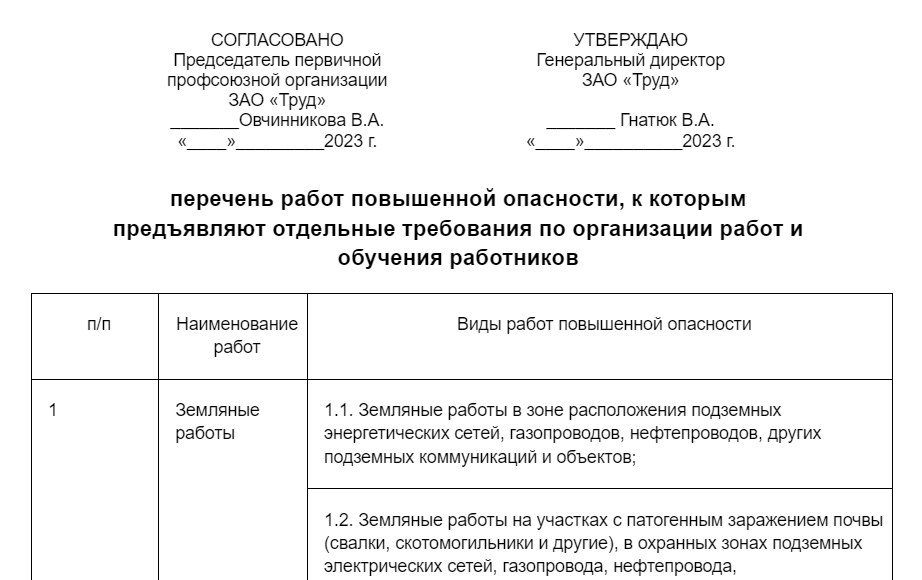 СОГЛАСОВАНО
Председатель первичной
профсоюзной организации
ЗАО «Труд»
_______Овчинникова В.А.
«____»_________2023 г.
УТВЕРЖДАЮ
Генеральный директор
ЗАО «Труд»
_______ Гнатюк В.А.
«____»__________2023 г.
перечень работ повышенной опасности, к которым
предъявляют отдельные требования по организации работ и
обучения работников
п/п
Наименование
работ
Виды работ повышенной опасности
1
Земляные
работы
1.1. Земляные работы в зоне расположения подземных
энергетических сетей, газопроводов, нефтепроводов, других
подземных коммуникаций и объектов;
1.2. Земляные работы на участках с патогенным заражением почвы
(свалки, скотомогильники и другие), в охранных зонах подземных
электрических сетей, газопровода, нефтепровода,